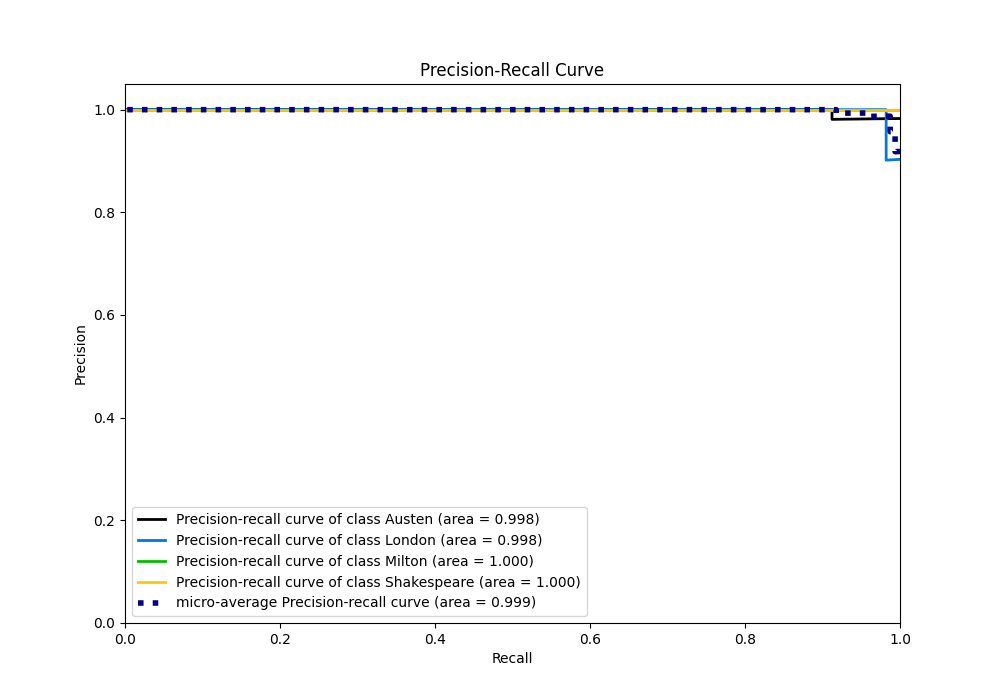 Precision-Recall Curve
1.0
0.8
0.6
0.4
0.2
0.0
Precision
Precision-recall curve of class Austen (area = 0.998)
Precision-recall curve of class London (area = 0.998)
Precision-recall curve of class Milton (area = 1.000)
Precision-recall curve of class Shakespeare (area = 1.000)
micro-average Precision-recall curve (area = 0.999)
0.0 0.2 0.4 0.6 0.8 1.0
Recall